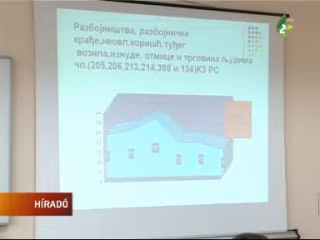 Разбојништва, разбојничке
крађе,неовл.коришћ.туђег
возила,изнуде, отмице и трговина људима
чл.(205,206,213,214,388 и 134)КЗ РС
2
HÍRADÓ